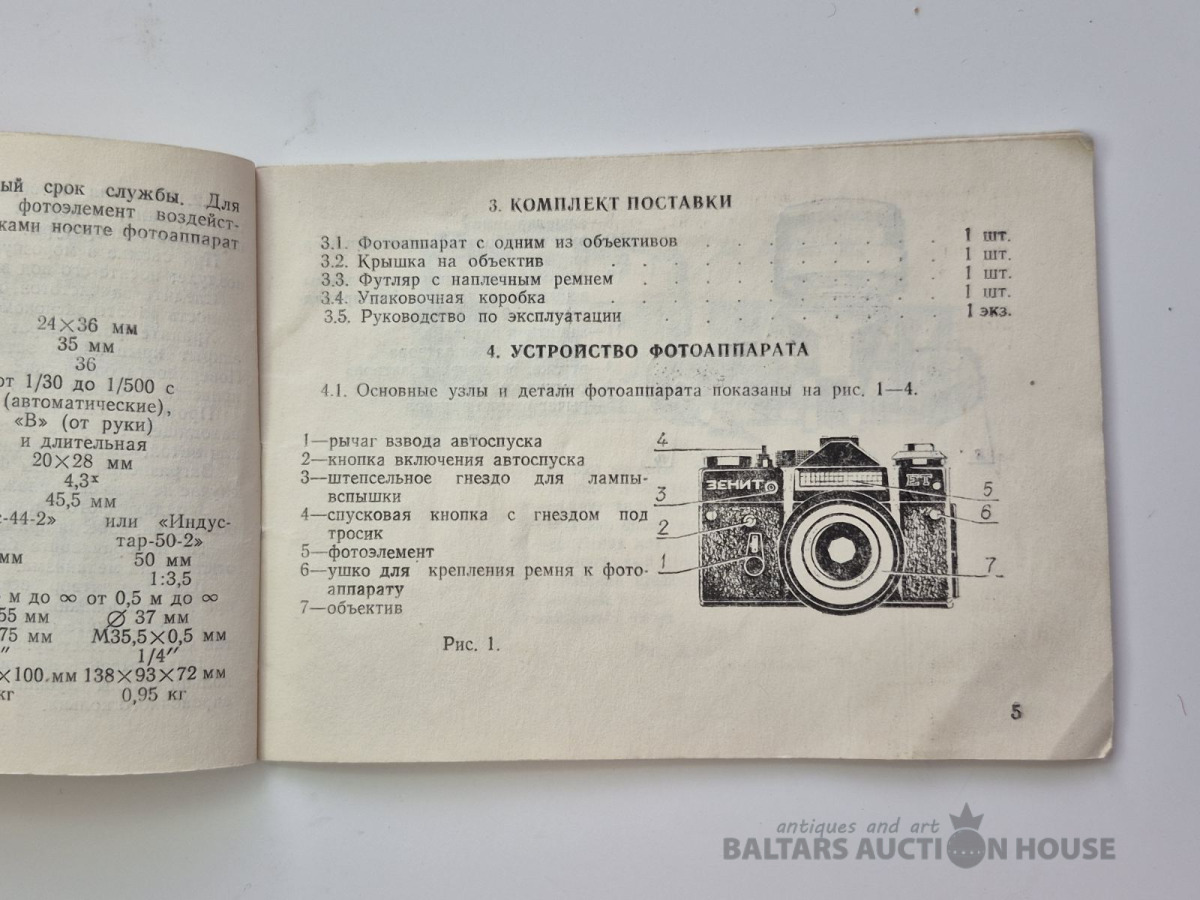 ый срок службы. Для
фотоэлемент воздейст-
ками носите фотоаппарат
24×36 мм
35 мм
36
от 1/30 до 1/500 с
(автоматические),
«В» (от руки)
и длительная
20×28 мм
4,3ˣ
45,5 мм
-44-2» или «Индус-
тар-50-2»
мм 50 мм
1:3,5
м до ∞ от 0,5 м до ∞
55 мм ∅ 37 мм
75 мм М35,5×0,5 мм
" 1/4"
×100 мм 138×93×72 мм
кг 0,95 кг
3. КОМПЛЕКТ ПОСТАВКИ
3.1. Фотоаппарат с одним из объективов . . . . . . . 1 шт.
3.2. Крышка на объектив . . . . . . . . . 1 шт.
3.3. Футляр с наплечным ремнем . . . . . . . . 1 шт.
3.4. Упаковочная коробка . . . . . . . . . 1 шт.
3.5. Руководство по эксплуатации . . . . . . . 1 экз.
4. УСТРОЙСТВО ФОТОАППАРАТА
4.1. Основные узлы и детали фотоаппарата показаны на рис. 1—4.
1—рычаг взвода автоспуска
2—кнопка включения автоспуска
3—штепсельное гнездо для лампы-
вспышки
4—спусковая кнопка с гнездом под
тросик
5—фотоэлемент
6—ушко для крепления ремня к фото-
аппарату
7—объектив
Рис. 1.
4
3
2
1
ЗЕНИТ
ЕТ
5
6
7
5
antiques and art
BALTARS AUCTION HOUSE